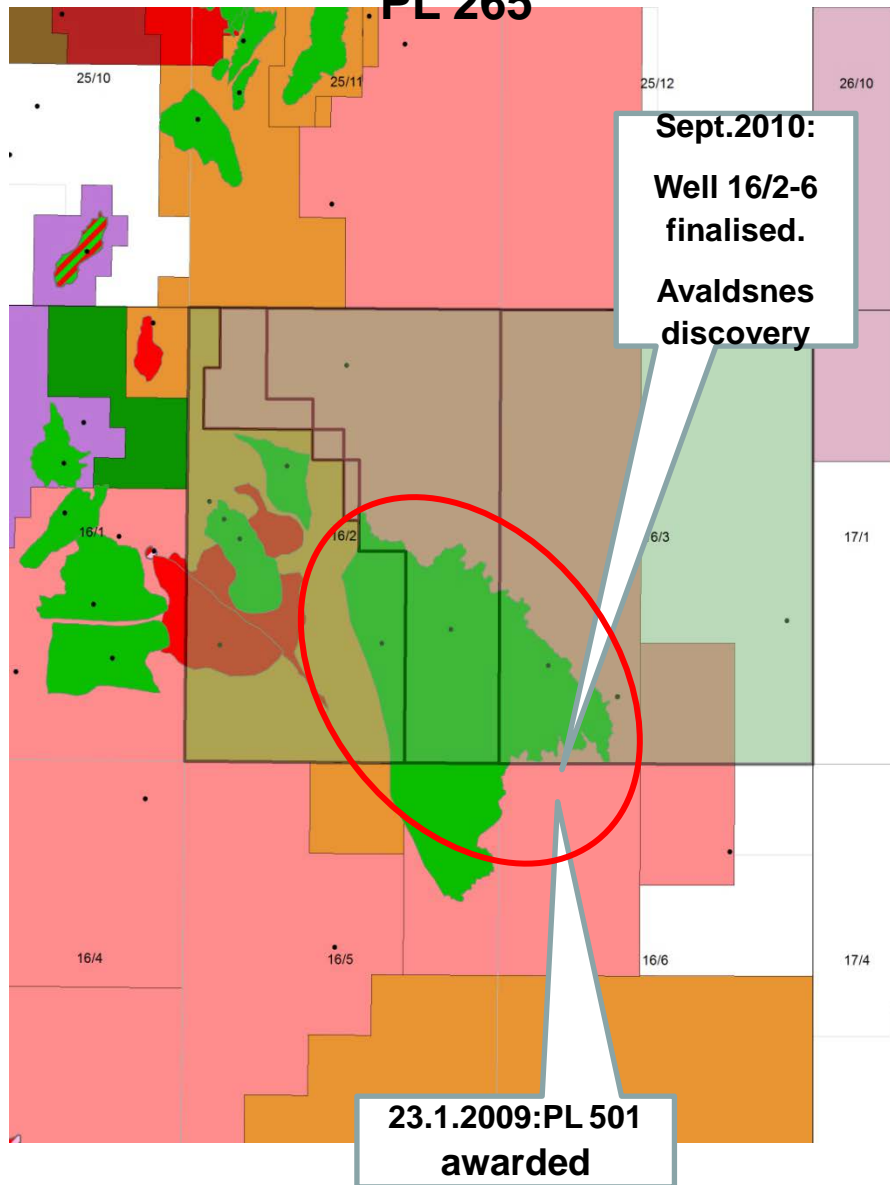 PL 265
25/10
25/11
25/12
26/10
Sept.2010:
Well 16/2-6
finalised.
Avaldsnes
discovery
16/1
16/2
6/3
17/1
16/4
16/5
16/6
17/4
23.1.2009:PL 501
awarded